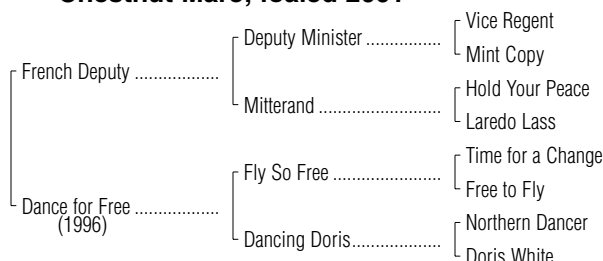 Chestnut Mare; foaled
Vice Regent
Deputy Minister ................
Mint Copy
French Deputy ..................
Hold Your Peace
Mitterand ..........................
Laredo Lass
Time for a Change
Fly So Free .......................
Free to Fly
Dance for Free ..................
(1996)
Northern Dancer
Dancing Doris...................
Doris White